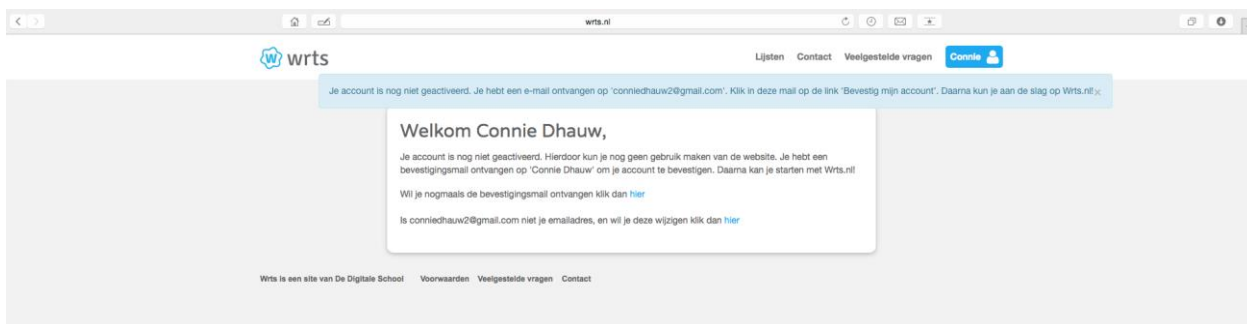 wrts.nl
wrts
Lijsten Contact Veelgestelde vragen Connie
Je account is nog niet geactiveerd. Je hebt een e-mail ontvangen op 'conniedhauw2@gmail.com'. Klik in deze mail op de link 'Bevestig mijn account'. Daarna kun je aan de slag op Wrts.nl! ×
Welkom Connie Dhauw,
Je account is nog niet geactiveerd. Hierdoor kun je nog geen gebruik maken van de website. Je hebt een
bevestigingsmail ontvangen op 'Connie Dhauw' om je account te bevestigen. Daarna kan je starten met Wrts.nl!
Wil je nogmaals de bevestigingsmail ontvangen klik dan hier
Is conniedhauw2@gmail.com niet je emailadres, en wil je deze wijzigen klik dan hier
Wrts is een site van De Digitale School Voorwaarden Veelgestelde vragen Contact